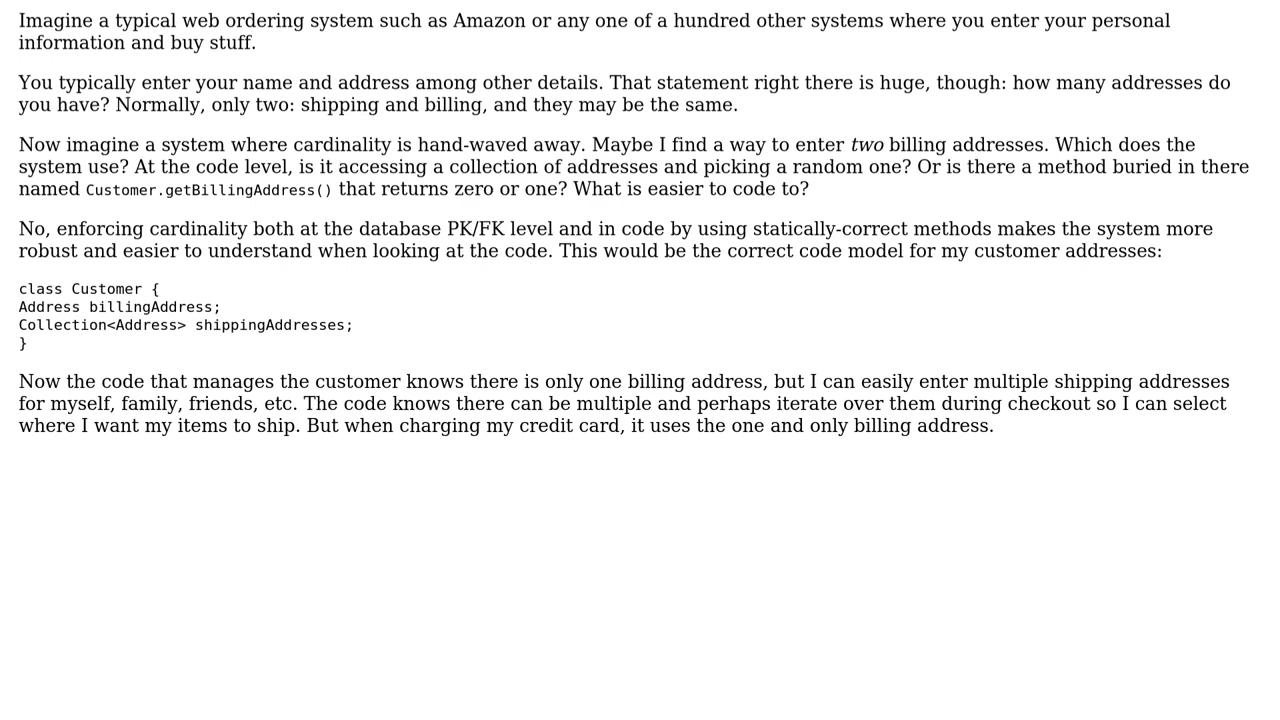 Imagine a typical web ordering system such as Amazon or any one of a hundred other systems where you enter your personal
information and buy stuff.
You typically enter your name and address among other details. That statement right there is huge, though: how many addresses do
you have? Normally, only two: shipping and billing, and they may be the same.
Now imagine a system where cardinality is hand-waved away. Maybe I find a way to enter two billing addresses. Which does the
system use? At the code level, is it accessing a collection of addresses and picking a random one? Or is there a method buried in there
named Customer.getBillingAddress() that returns zero or one? What is easier to code to?
No, enforcing cardinality both at the database PK/FK level and in code by using statically-correct methods makes the system more
robust and easier to understand when looking at the code. This would be the correct code model for my customer addresses:
class Customer {
Address billingAddress;
Collection<Address> shippingAddresses;
}
Now the code that manages the customer knows there is only one billing address, but I can easily enter multiple shipping addresses
for myself, family, friends, etc. The code knows there can be multiple and perhaps iterate over them during checkout so I can select
where I want my items to ship. But when charging my credit card, it uses the one and only billing address.